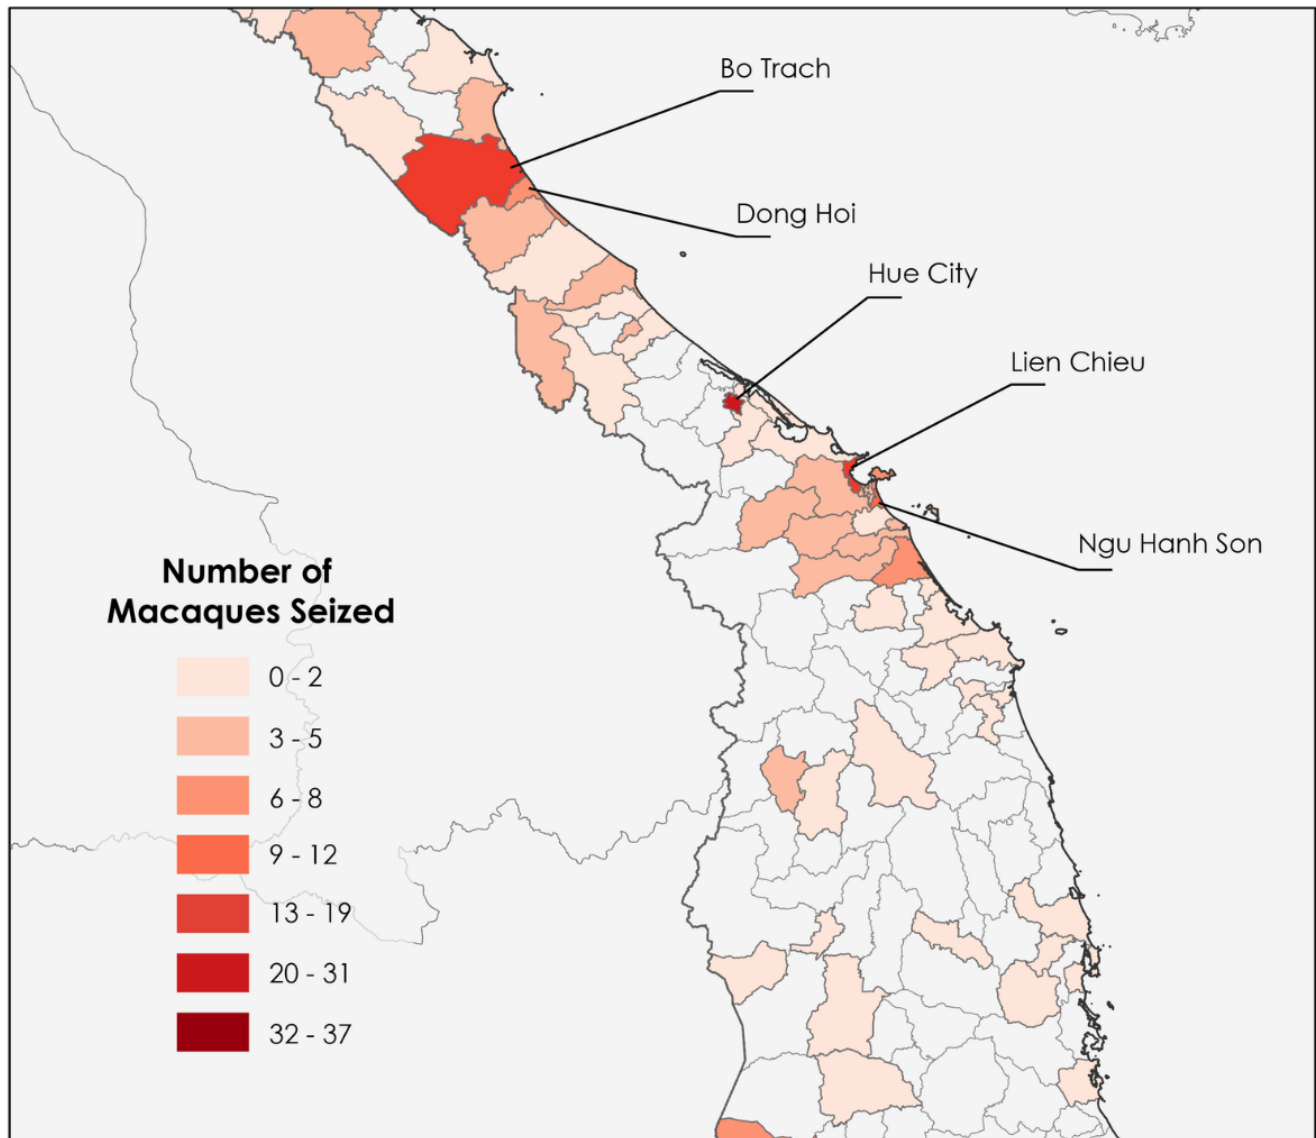 Bo Trach
Dong Hoi
Hue City
Lien Chieu
Ngu Hanh Son
Number of
Macaques Seized
0 - 2
3 - 5
6 - 8
9 - 12
13 - 19
20 - 31
32 - 37